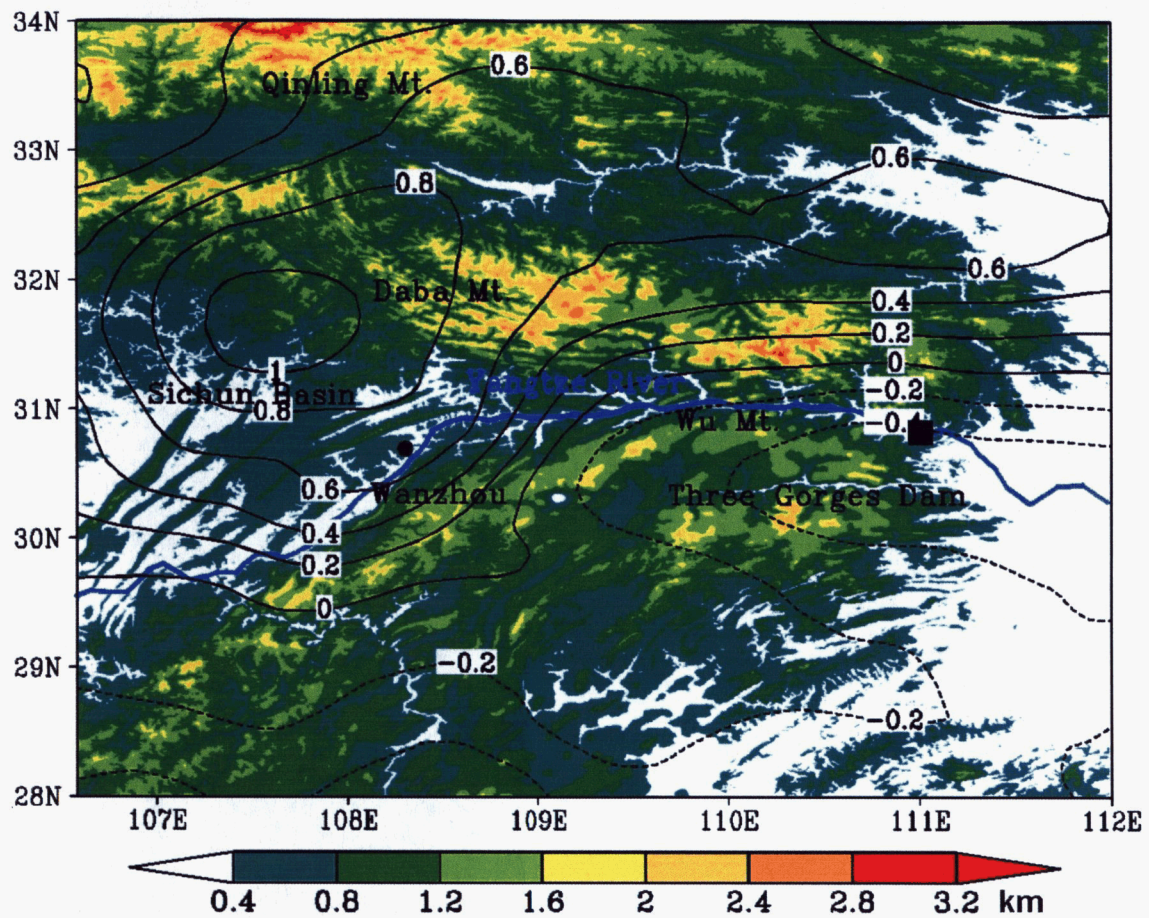 34N
0.6
Qinling Mt.
33N
0.6
0.8
32N
0.6
Daba Mt.
0.4
0.2
0
1
Yangtze River
-0.2
Sichun Basin
31N
0.8
Wu Mt.
-0.4
0.6
Wanzhou
Three Gorges Dam
0.4
30N
0.2
0
29N
-0.2
-0.2
28N
107E 108E 109E 110E 111E 112E
0.4 0.8 1.2 1.6 2 2.4 2.8 3.2 km